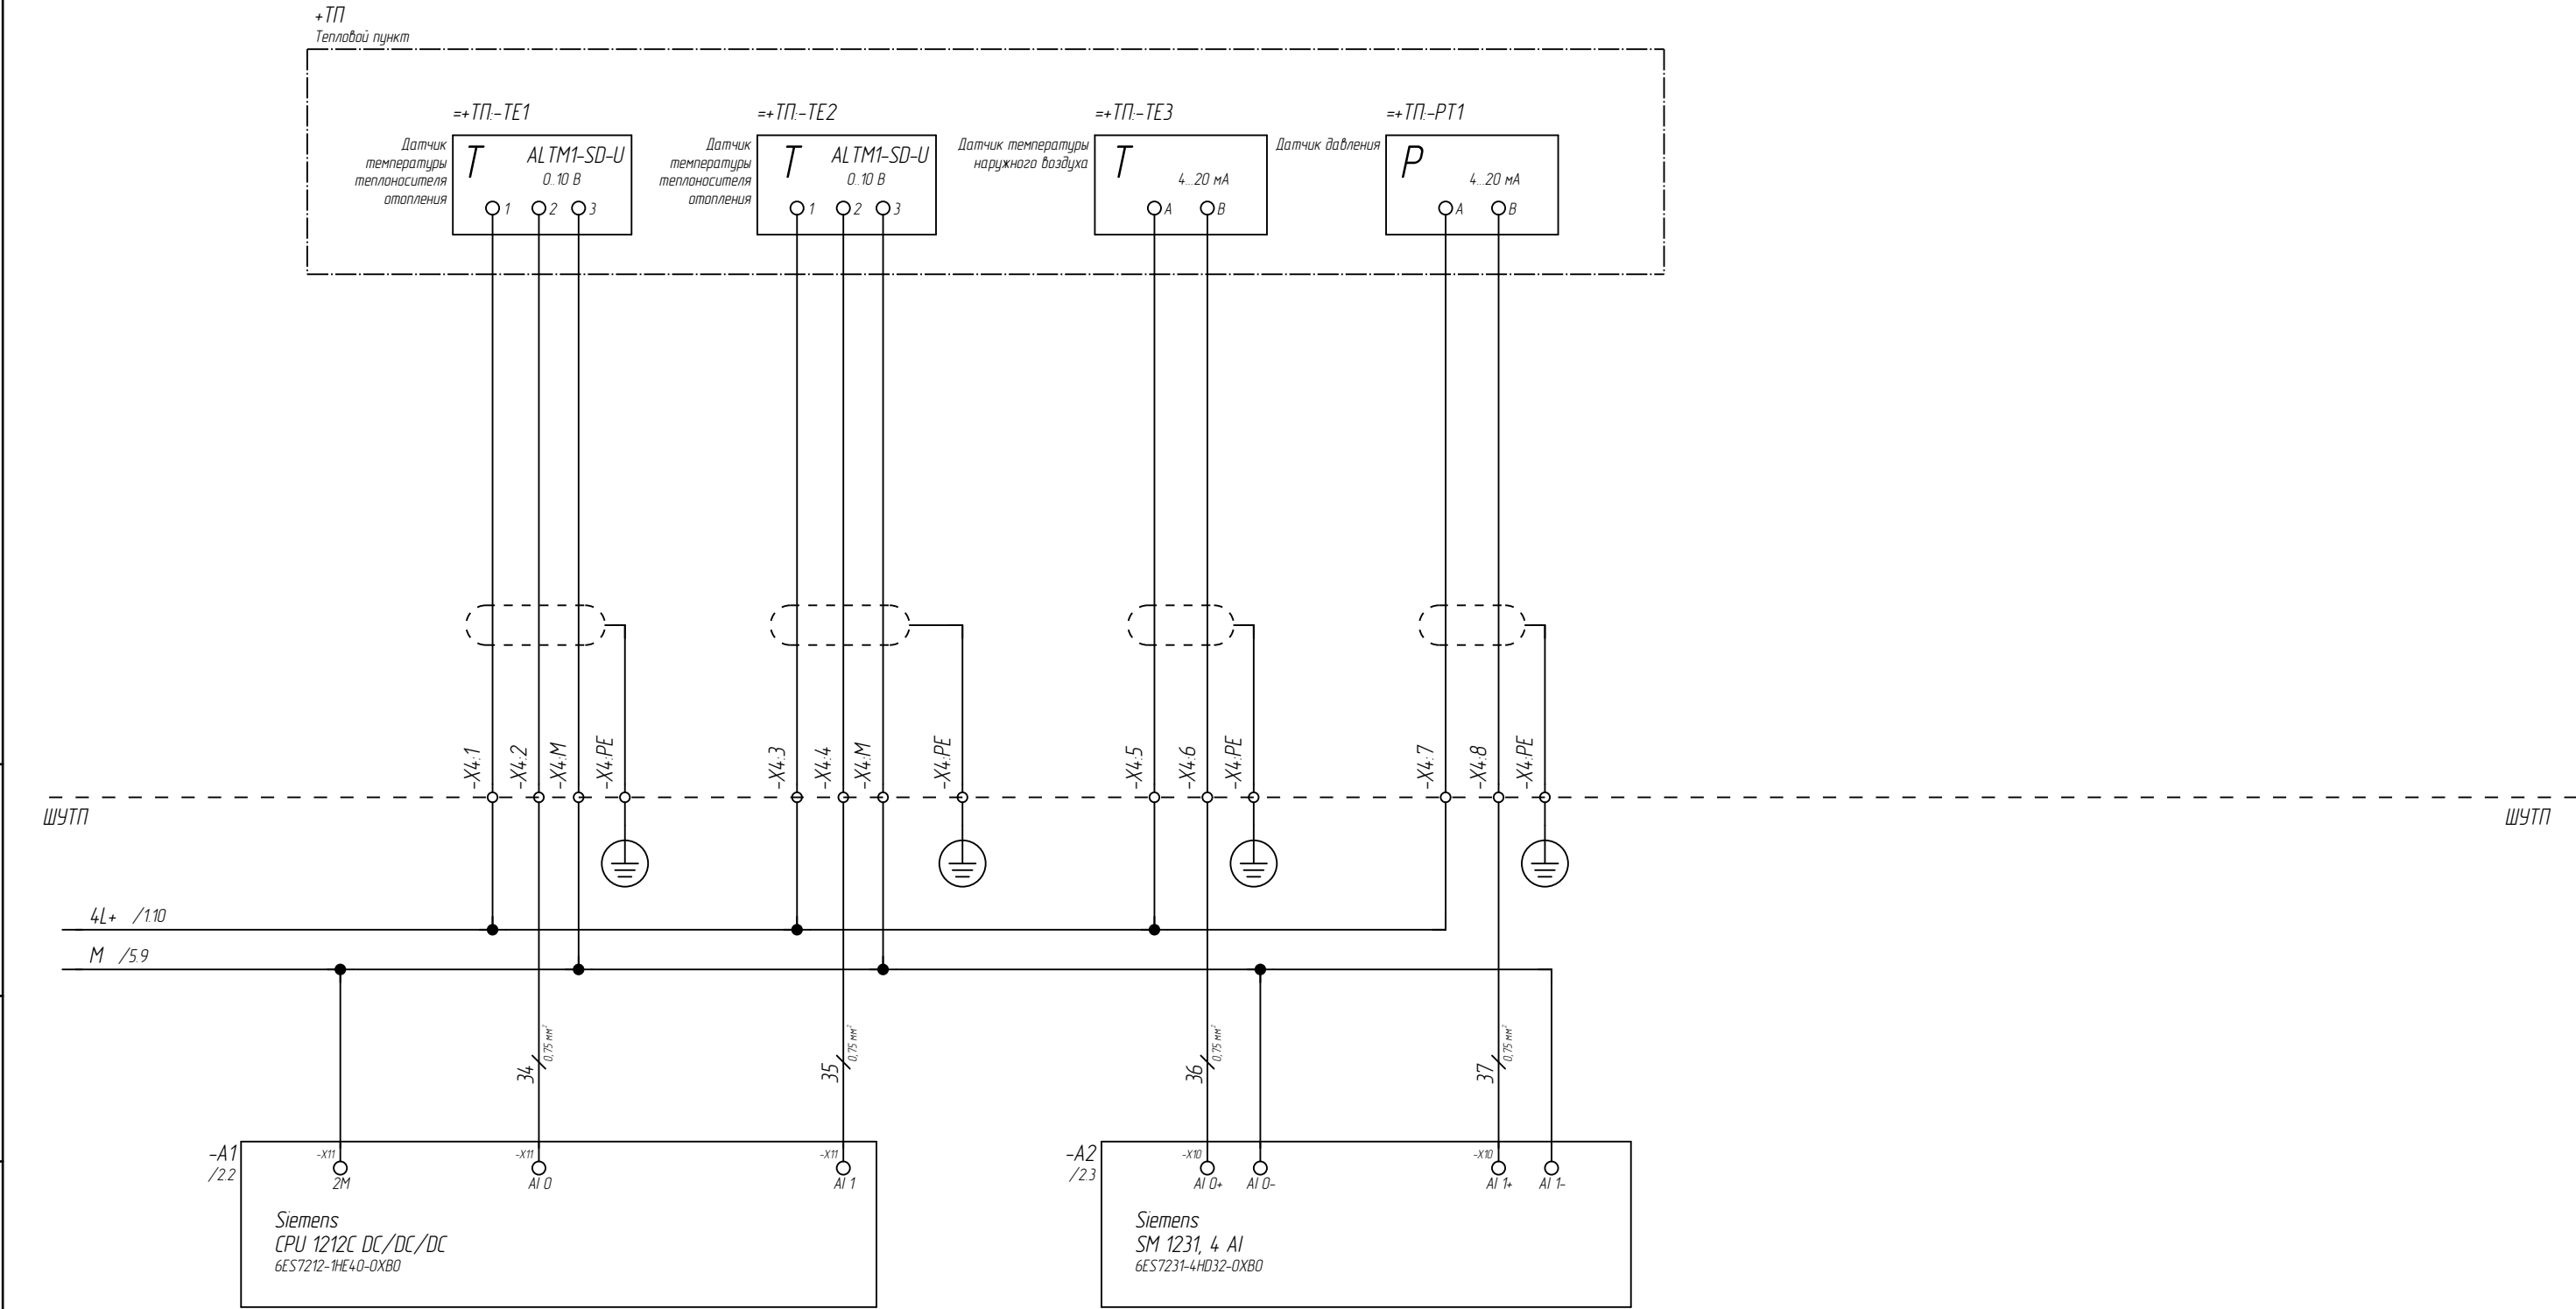 +ТП
Тепловой пункт
=+ТП:-TE1
Датчик
температуры
теплоносителя
отопления
T
ALTM1-SD-U
0..10 В
1
2
3
=+ТП:-TE2
Датчик
температуры
теплоносителя
отопления
T
ALTM1-SD-U
0..10 В
1
2
3
=+ТП:-TE3
Датчик температуры
наружного воздуха
T
4...20 мА
A
B
=+ТП:-PT1
Датчик давления
P
4...20 мА
A
B
-X4:1
-X4:2
-X4:M
-X4:PE
-X4:3
-X4:4
-X4:M
-X4:PE
-X4:5
-X4:6
-X4:PE
-X4:7
-X4:8
-X4:PE
ШУТП
ШУТП
4L+ /1.10
M /5.9
34
0,75 мм²
35
0,75 мм²
36
0,75 мм²
37
0,75 мм²
-A1
/2.2
-X11
2M
-X11
AI 0
-X11
AI 1
Siemens
CPU 1212C DC/DC/DC
6ES7212-1HE40-0XB0
-A2
/2.3
-X10
AI 0+
AI 0-
-X10
AI 1+
AI 1-
Siemens
SM 1231, 4 AI
6ES7231-4HD32-0XB0